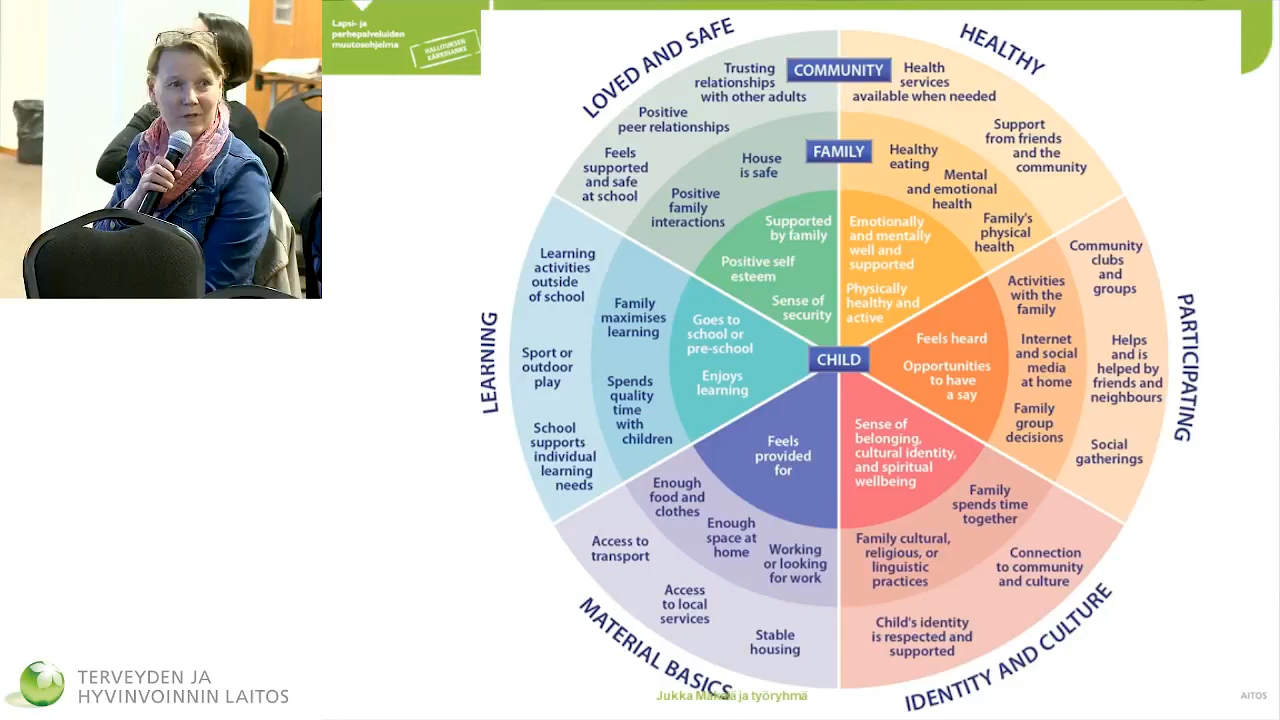 Lapsi- ja
perhepalveluiden
muutosohjelma
HALLITUKSEN
KÄRKIHANKE
LOVED AND SAFE
HEALTHY
PARTICIPATING
IDENTITY AND CULTURE
MATERIAL BASICS
LEARNING
COMMUNITY
FAMILY
CHILD
Trusting
relationships
with other adults
Positive
peer relationships
Feels
supported
and safe
at school
House
is safe
Positive
family
interactions
Supported
by family
Positive self
esteem
Sense of
security
Health
services
available when needed
Support
from friends
and the
community
Healthy
eating
Mental
and emotional
health
Family's
physical
health
Emotionally
and mentally
well and
supported
Physically
healthy and
active
Community
clubs
and
groups
Helps
and is
helped by
friends and
neighbours
Social
gatherings
Activities
with the
family
Internet
and social
media
at home
Family
group
decisions
Feels heard
Opportunities
to have
a say
Sense of
belonging,
cultural identity,
and spiritual
wellbeing
Family
spends time
together
Family cultural,
religious, or
linguistic
practices
Connection
to community
and culture
Child's identity
is respected and
supported
Feels
provided
for
Enough
food and
clothes
Enough
space at
home
Working
or looking
for work
Access to
transport
Access
to local
services
Stable
housing
Goes to
school or
pre-school
Enjoys
learning
Family
maximises
learning
Spends
quality
time
with
children
Learning
activities
outside
of school
Sport or
outdoor
play
School
supports
individual
learning
needs
Jukka Mäkelä ja työryhmä
AITOS
TERVEYDEN JA
HYVINVOINNIN LAITOS